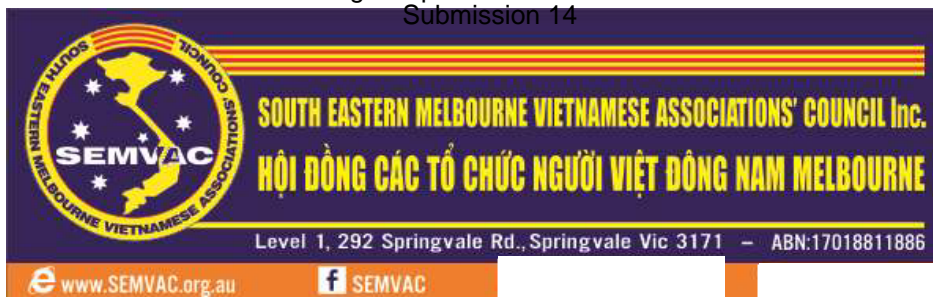 Submission 14
SOUTH EASTERN MELBOURNE VIETNAMESE ASSOCIATIONS' COUNCIL
SEMVAC
SOUTH EASTERN MELBOURNE VIETNAMESE ASSOCIATIONS' COUNCIL Inc.
HỘI ĐỒNG CÁC TỔ CHỨC NGƯỜI VIỆT ĐÔNG NAM MELBOURNE
Level 1, 292 Springvale Rd., Springvale Vic 3171 – ABN:17018811886
www.SEMVAC.org.au
f SEMVAC